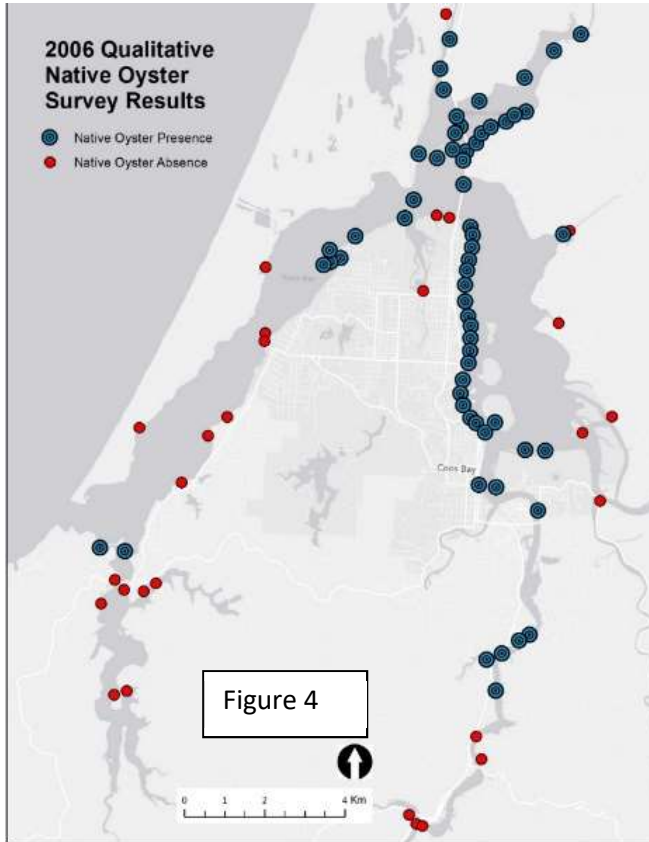 2006 Qualitative
Native Oyster
Survey Results
Native Oyster Presence
Native Oyster Absence
Coos Bay
Figure 4
0 1 2 4 Km